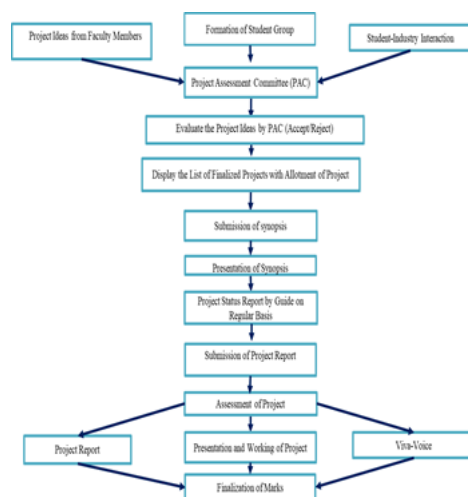 Project Ideas from Faculty Members
Formation of Student Group
Student-Industry Interaction
Project Assessment Committee (PAC)
Evaluate the Project Ideas by PAC (Accept/Reject)
Display the List of Finalized Projects with Allotment of Project
Submission of synopsis
Presentation of Synopsis
Project Status Report by Guide on
Regular Basis
Submission of Project Report
Assessment of Project
Project Report
Presentation and Working of Project
Viva-Voice
Finalization of Marks